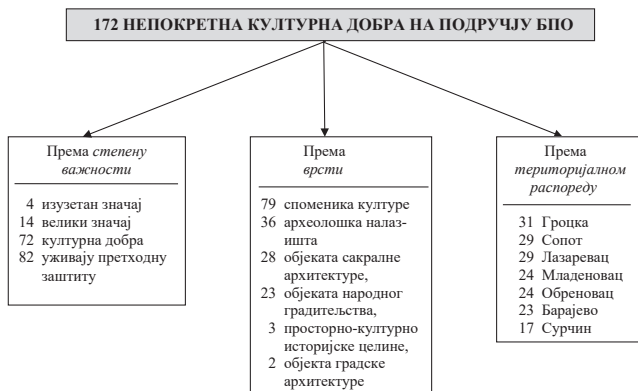 172 НЕПОКРЕТНА КУЛТУРНА ДОБРА НА ПОДРУЧЈУ БПО
Према степену
важности
4 изузетан значај
14 велики значај
72 културна добра
82 уживају претходну
заштиту
Према
врсти
79 споменика културе
36 археолошка налаз-
ишта
28 објеката сакралне
архитектуре,
23 објеката народног
градитељства,
3 просторно-културно
историјске целине,
2 објекта градске
архитектуре
Према
територијалном
распореду
31 Гроцка
29 Сопот
29 Лазаревац
24 Младеновац
24 Обреновац
23 Барајево
17 Сурчин